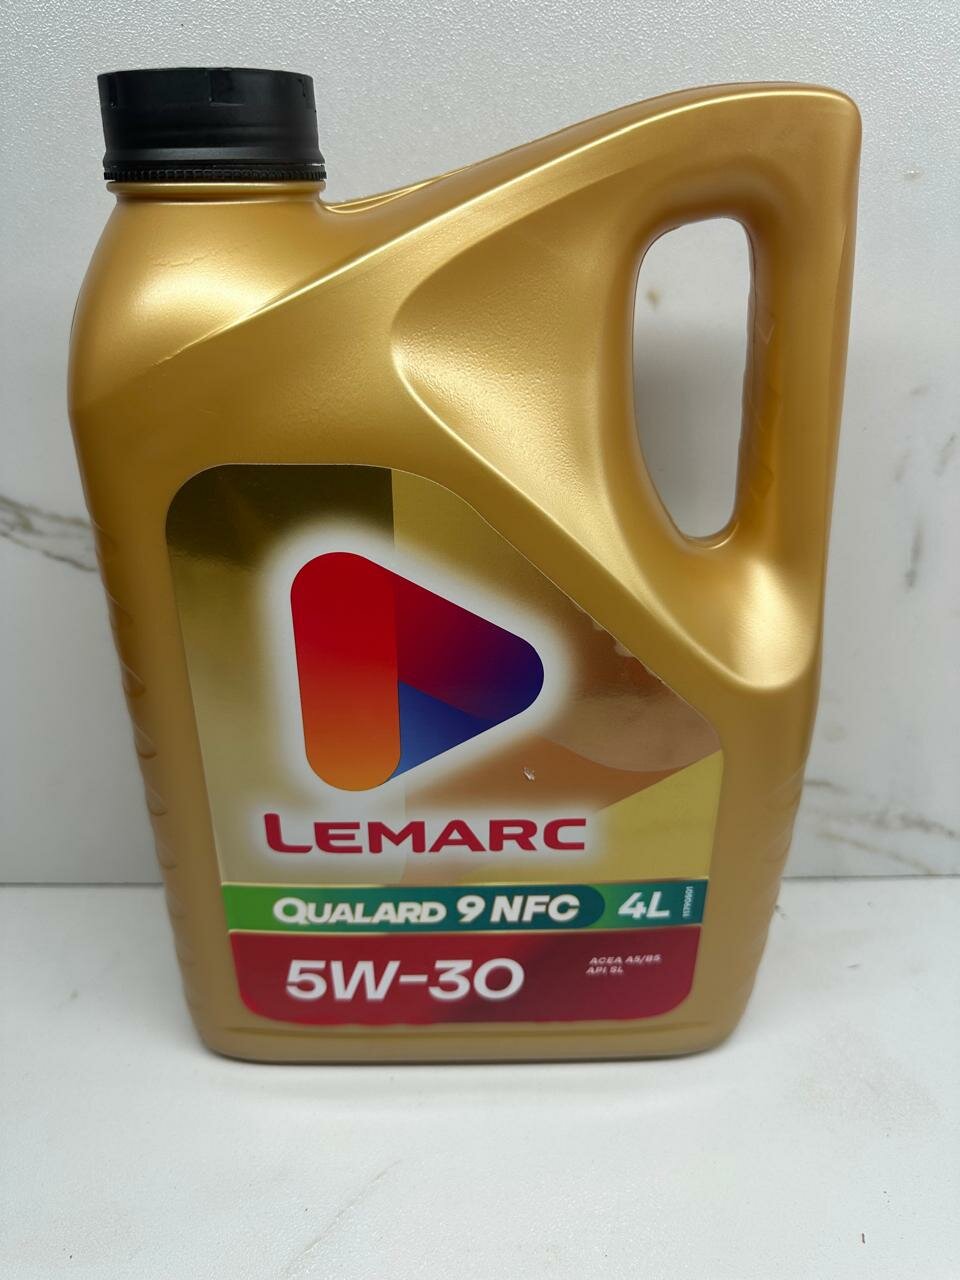 LEMARC
QUALARD 9 NFC 4L
5W-30
ACEA A5/B5
API SL